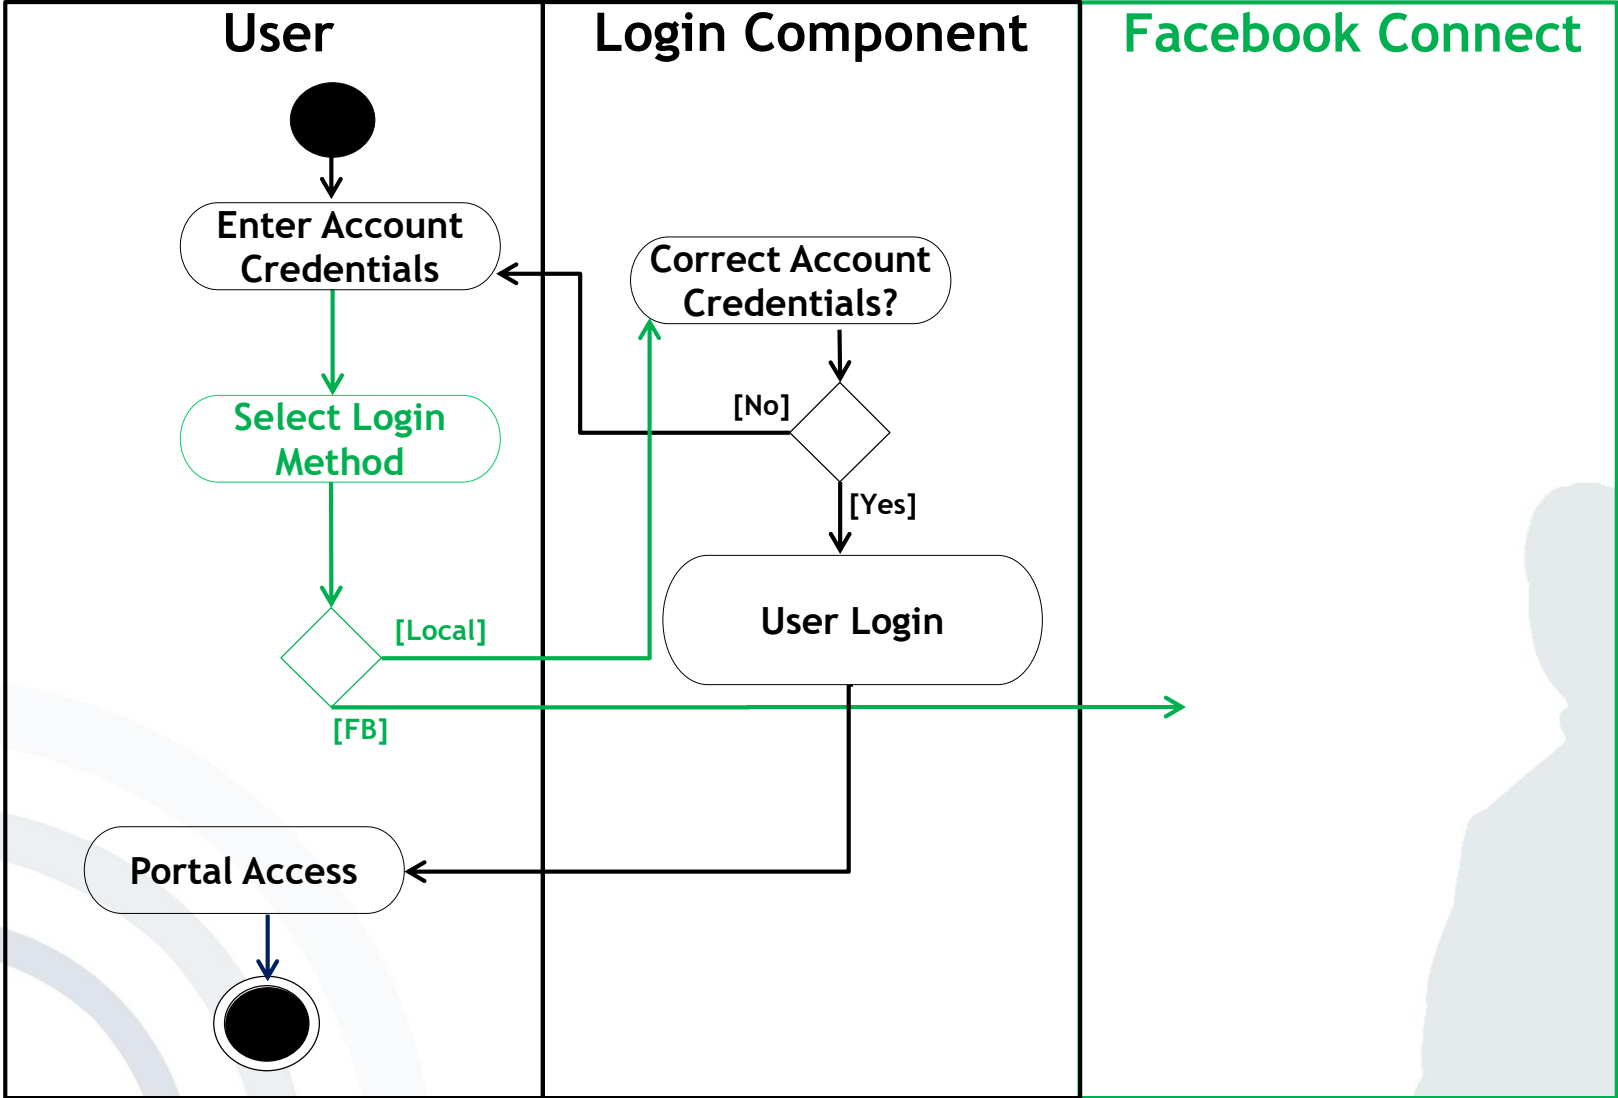 User
Login Component
Facebook Connect
Enter Account
Credentials
Correct Account
Credentials?
[No]
Select Login
Method
[Yes]
User Login
[Local]
[FB]
Portal Access